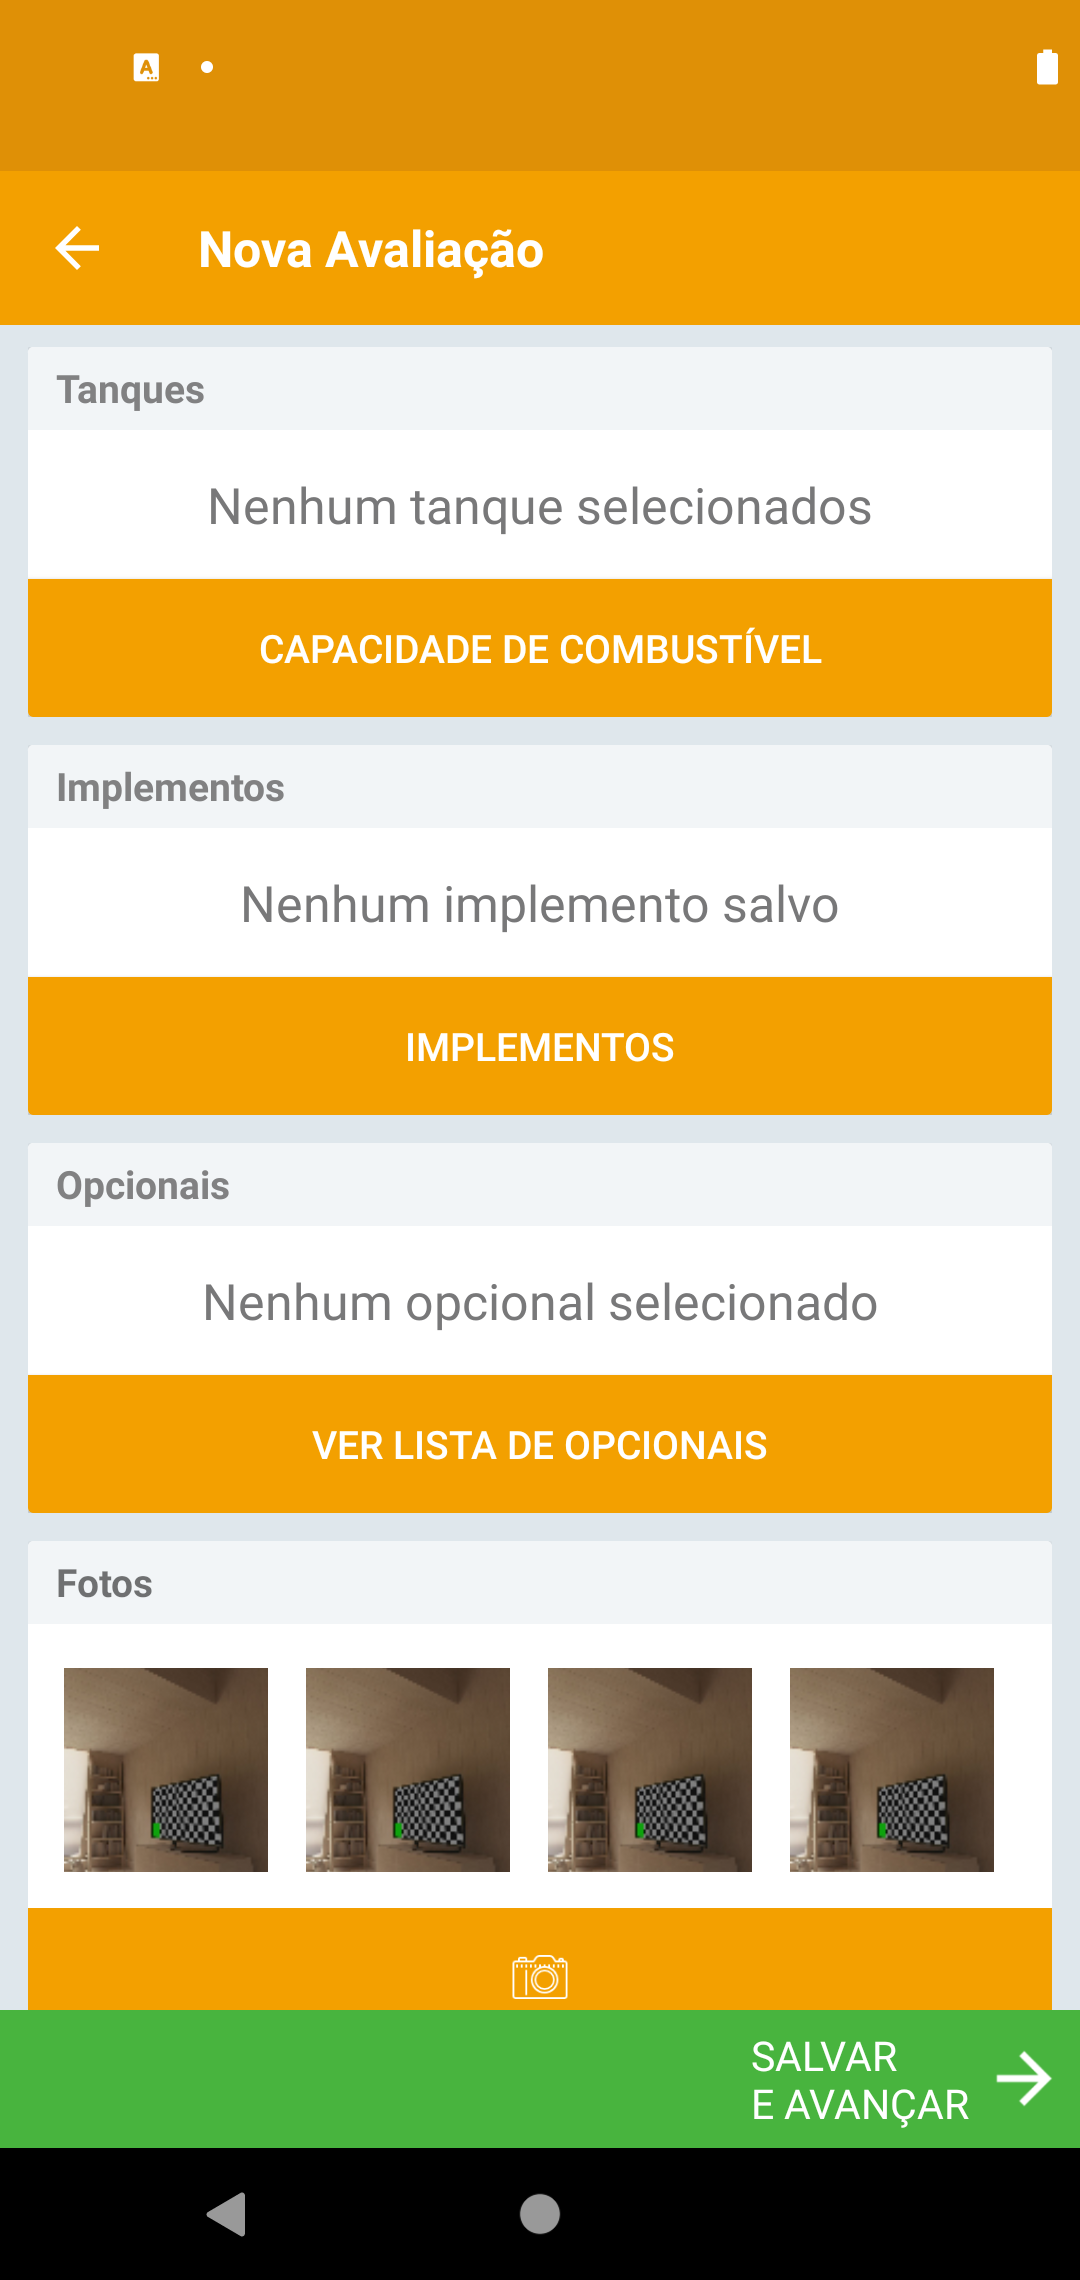 Nova Avaliação
Tanques
Nenhum tanque selecionados
CAPACIDADE DE COMBUSTÍVEL
Implementos
Nenhum implemento salvo
IMPLEMENTOS
Opcionais
Nenhum opcional selecionado
VER LISTA DE OPCIONAIS
Fotos
SALVAR
E AVANÇAR